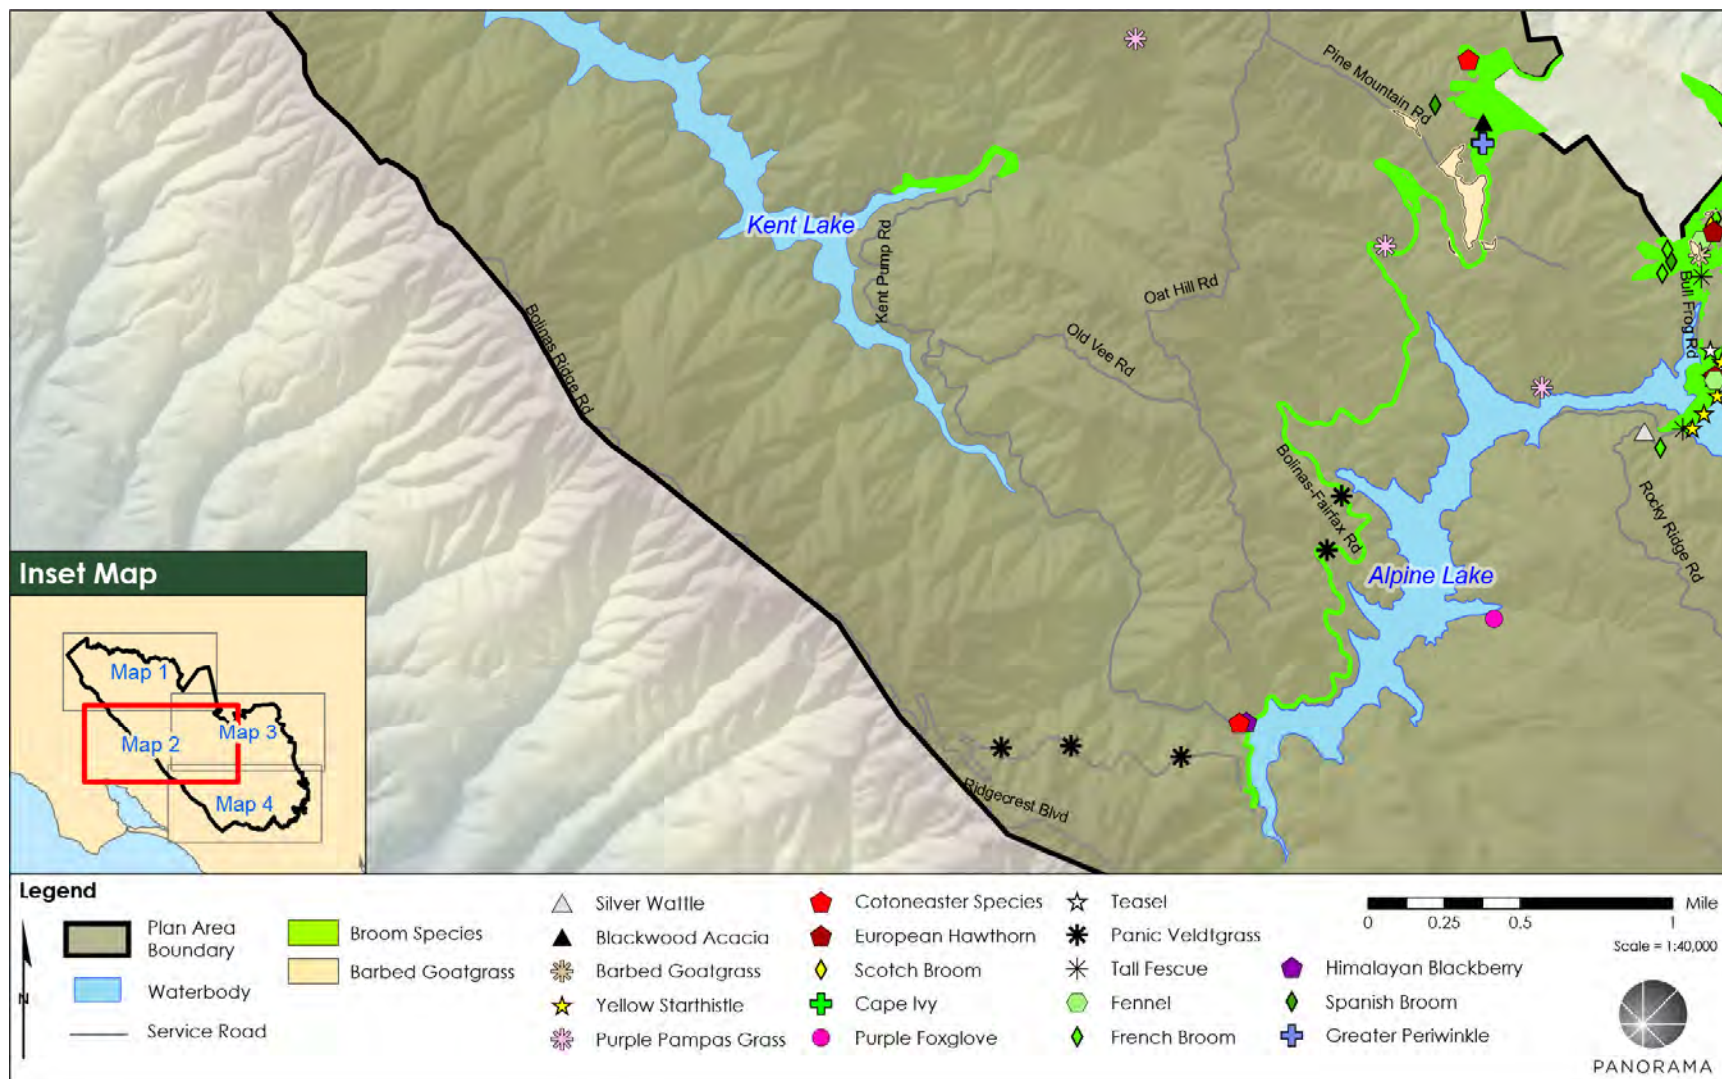 Pine Mountain Rd
Kent Lake
Kent Pump Rd
Oat Hill Rd
Old Vee Rd
Bolinas Ridge Rd
Bull Frog Rd
Bolinas-Fairfax Rd
Rocky Ridge Rd
Alpine Lake
Ridgecrest Blvd
Inset Map
Map 1
Map 2
Map 3
Map 4
Legend
N
Plan Area
Boundary
Waterbody
Service Road
Broom Species
Barbed Goatgrass
Silver Wattle
Blackwood Acacia
Barbed Goatgrass
Yellow Starthistle
Purple Pampas Grass
Cotoneaster Species
European Hawthorn
Scotch Broom
Cape Ivy
Purple Foxglove
Teasel
Panic Veldtgrass
Tall Fescue
Fennel
French Broom
Himalayan Blackberry
Spanish Broom
Greater Periwinkle
Mile
0 0.25 0.5 1
Scale = 1:40,000
PANORAMA